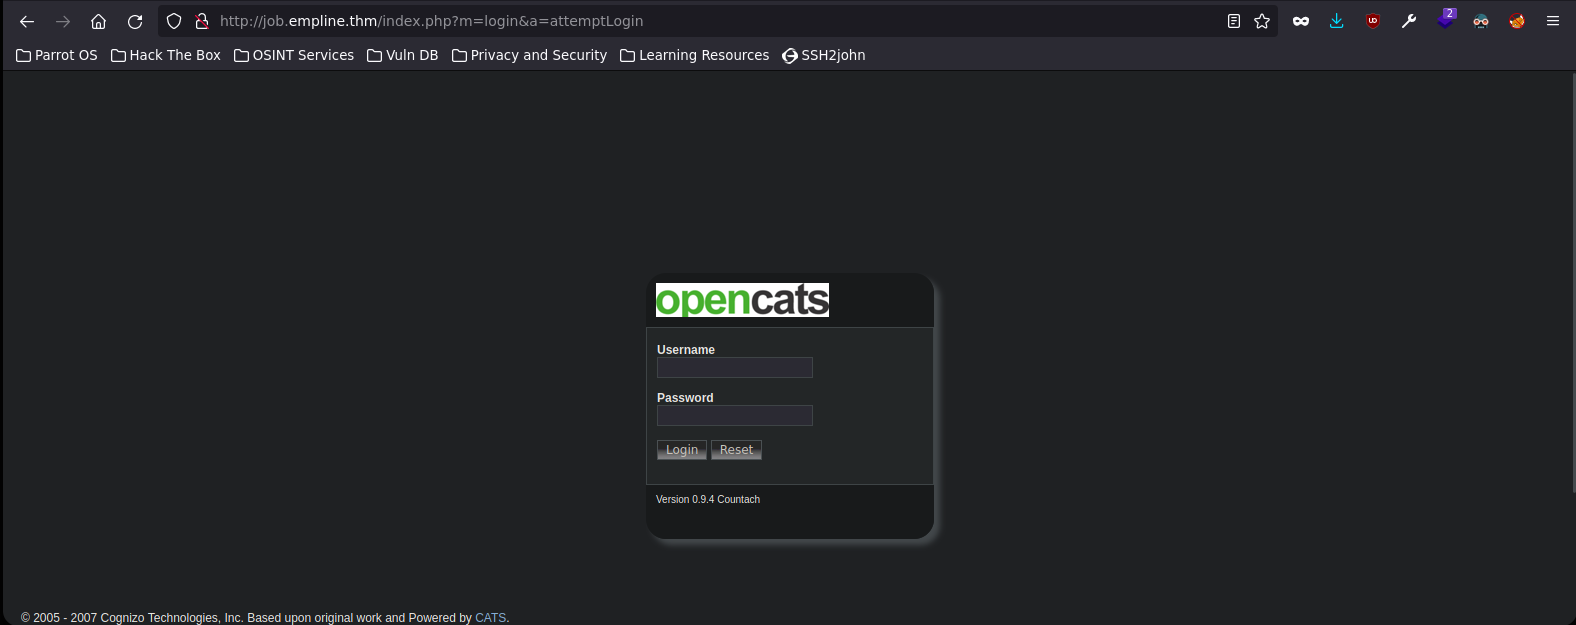 http://job.empline.thm/index.php?m=login&a=attemptLogin
2
Parrot OS Hack The Box OSINT Services Vuln DB Privacy and Security Learning Resources SSH2john
opencats
Username
Password
Login Reset
Version 0.9.4 Countach
© 2005 - 2007 Cognizo Technologies, Inc. Based upon original work and Powered by CATS.